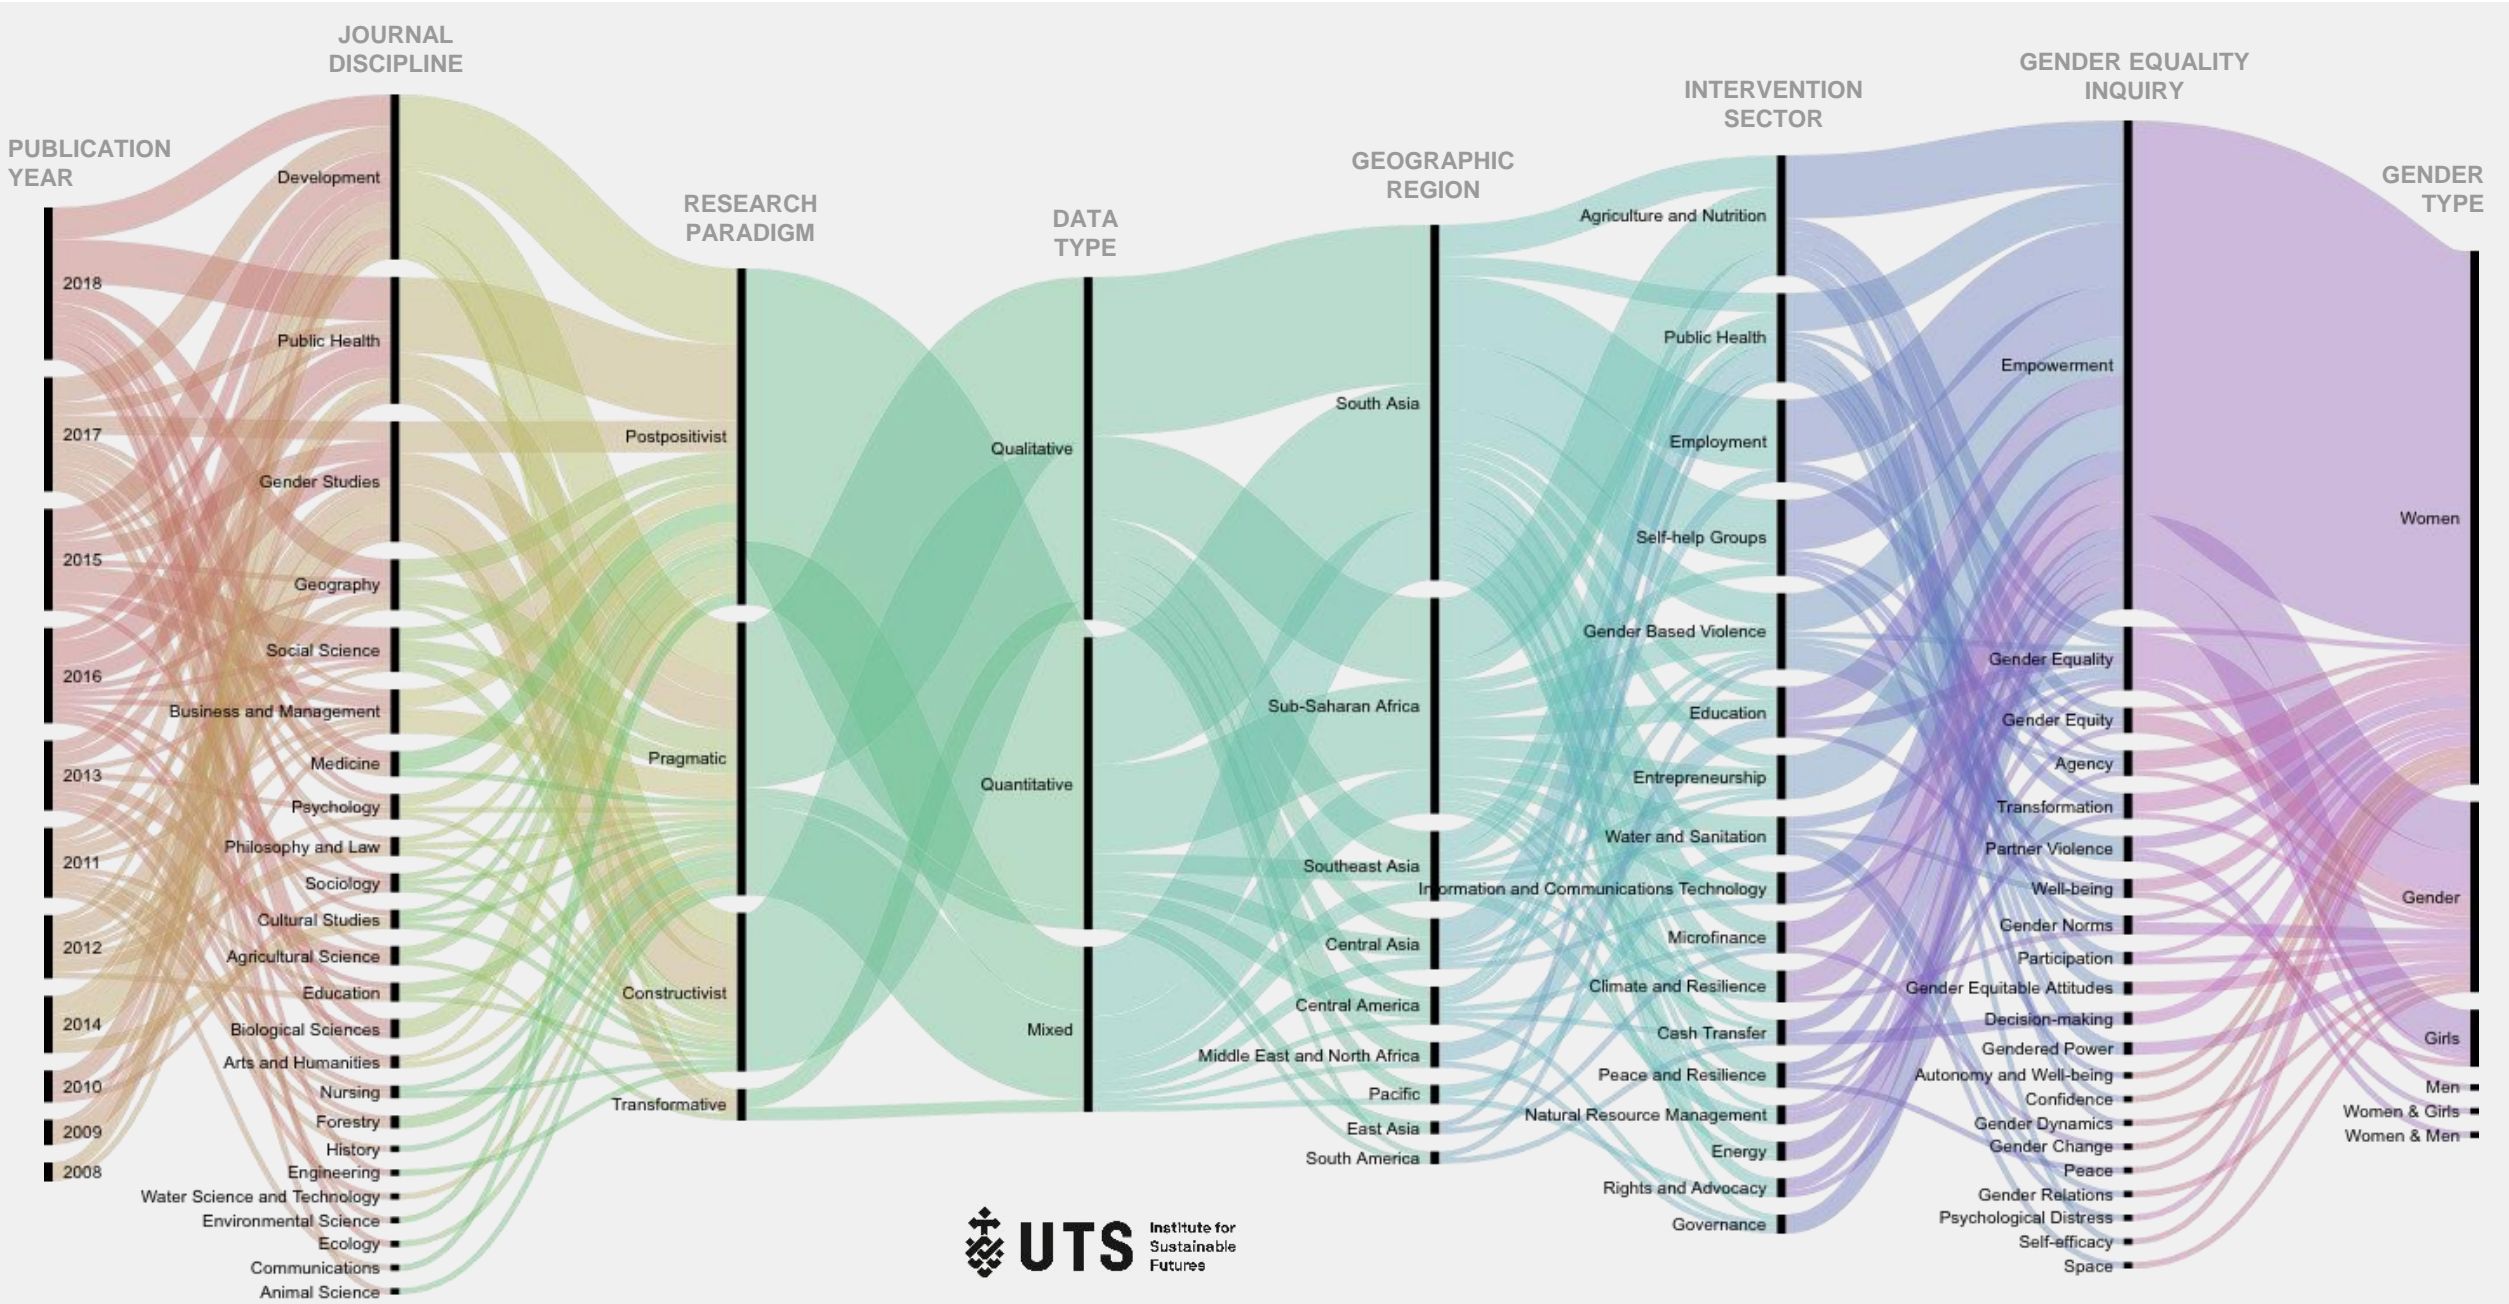 PUBLICATION
YEAR
2018
2017
2015
2016
2013
2011
2012
2014
2010
2009
2008
JOURNAL
DISCIPLINE
Development
Public Health
Gender Studies
Geography
Social Science
Business and Management
Medicine
Psychology
Philosophy and Law
Sociology
Cultural Studies
Agricultural Science
Education
Biological Sciences
Arts and Humanities
Nursing
Forestry
History
Engineering
Water Science and Technology
Environmental Science
Ecology
Communications
Animal Science
RESEARCH
PARADIGM
Postpositivist
Pragmatic
Constructivist
Transformative
DATA
TYPE
Qualitative
Quantitative
Mixed
GEOGRAPHIC
REGION
South Asia
Sub-Saharan Africa
Southeast Asia
Central Asia
Central America
Middle East and North Africa
Pacific
East Asia
South America
INTERVENTION
SECTOR
Agriculture and Nutrition
Public Health
Employment
Self-help Groups
Gender Based Violence
Education
Entrepreneurship
Water and Sanitation
Information and Communications Technology
Microfinance
Climate and Resilience
Cash Transfer
Peace and Resilience
Natural Resource Management
Energy
Rights and Advocacy
Governance
GENDER EQUALITY
INQUIRY
Empowerment
Gender Equality
Gender Equity
Agency
Transformation
Partner Violence
Well-being
Gender Norms
Participation
Gender Equitable Attitudes
Decision-making
Gendered Power
Autonomy and Well-being
Confidence
Gender Dynamics
Gender Change
Peace
Gender Relations
Psychological Distress
Self-efficacy
Space
GENDER
TYPE
Women
Gender
Girls
Men
Women & Girls
Women & Men
UTS
Institute for
Sustainable
Futures